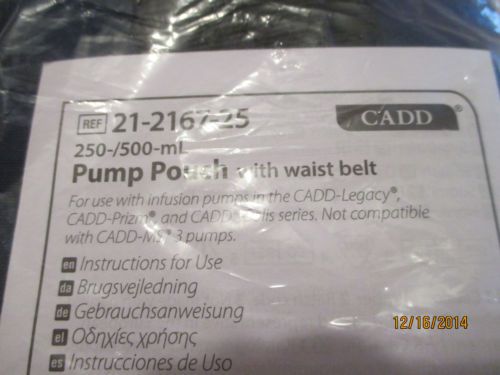 REF 21-2167-25
CADD®
250-/500-ml
Pump Pouch with waist belt
For use with infusion pumps in the CADD-Legacy®,
CADD-Prizm®, and CADD® series. Not compatible
with CADD-MS® 3 pumps.
en Instructions for Use
da Brugsvejledning
de Gebrauchsanweisung
el Οδηγίες χρήσης
es Instrucciones de Uso
12/16/2014